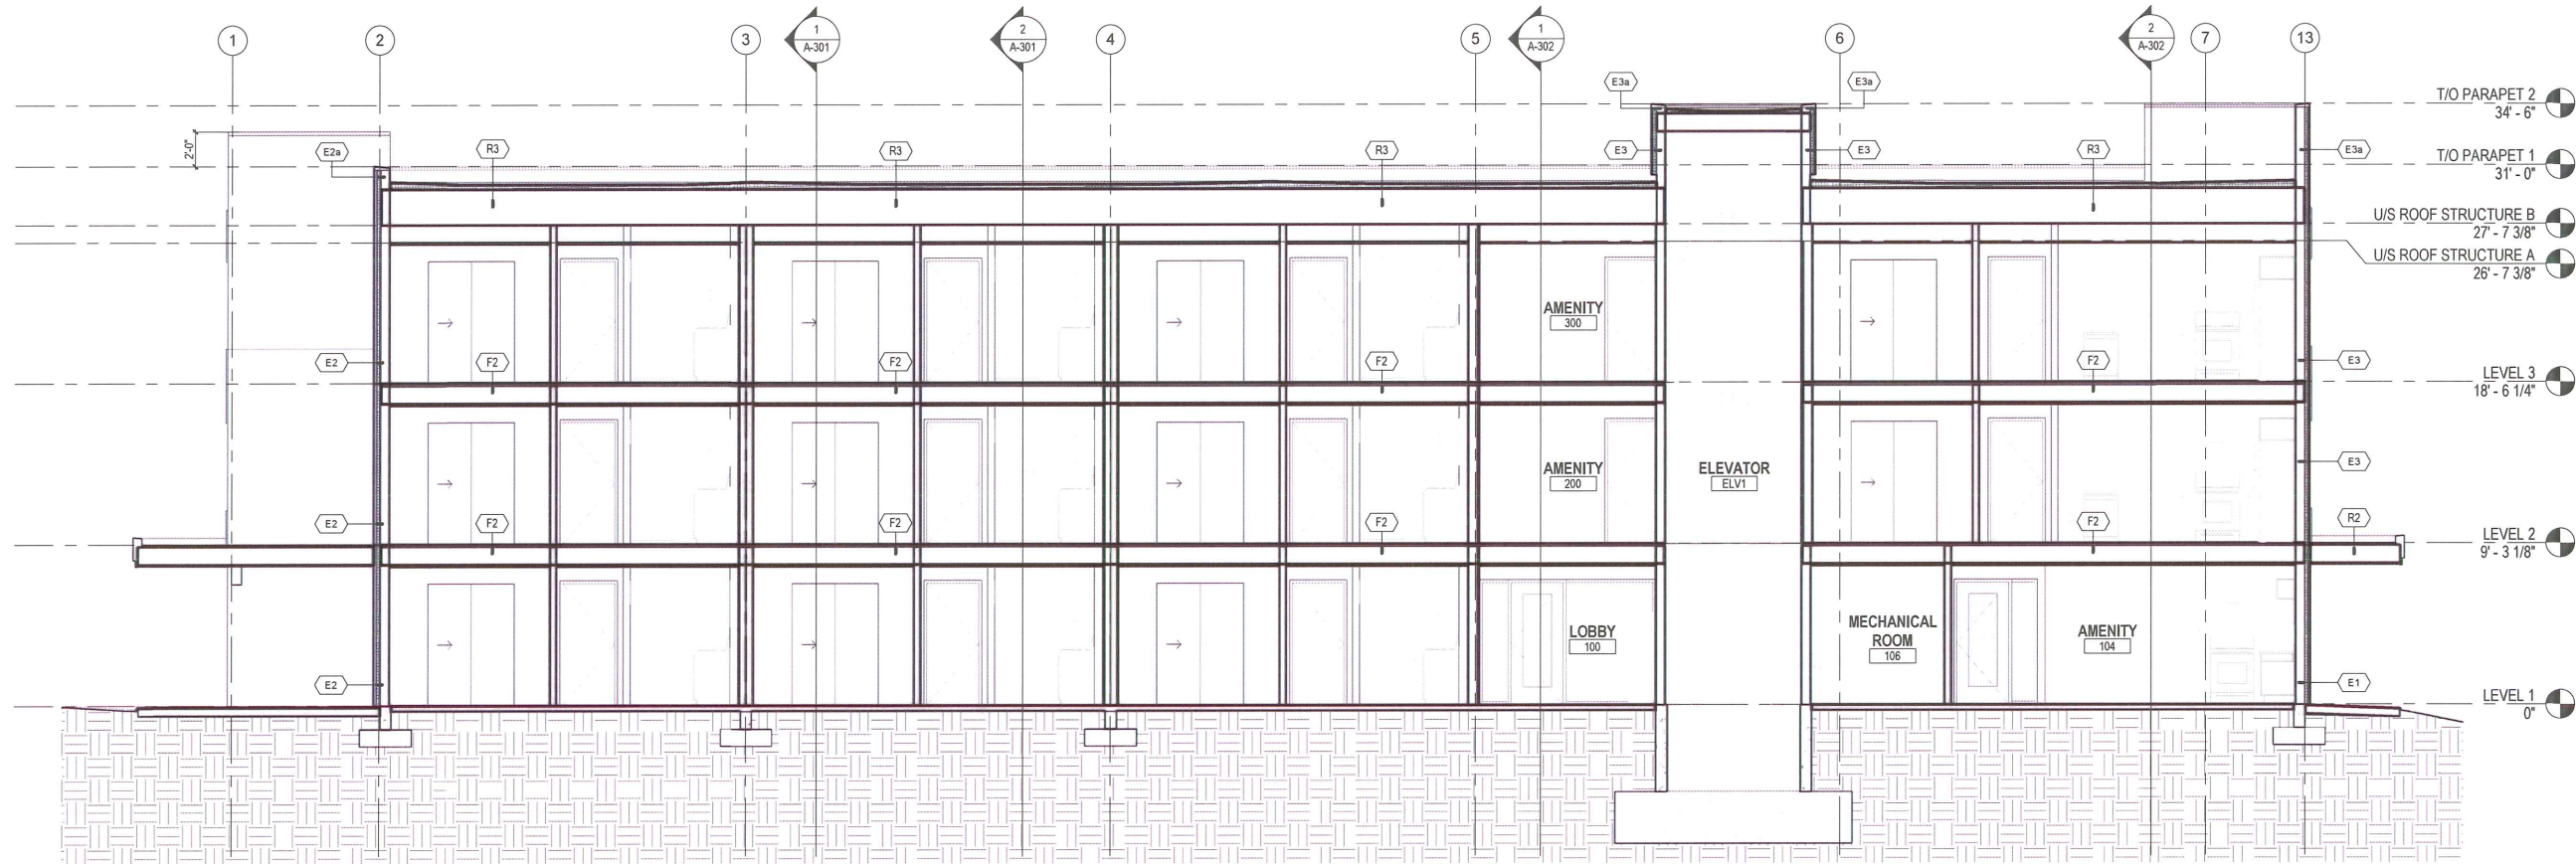 1
2
3
1
A-301
2
A-301
4
5
1
A-302
6
2
A-302
7
13
E3a
E3a
T/O PARAPET 2
34' - 6"
2'-0"
E2a
R3
R3
R3
E3
E3
R3
E3a
T/O PARAPET 1
31' - 0"
U/S ROOF STRUCTURE B
27' - 7 3/8"
U/S ROOF STRUCTURE A
26' - 7 3/8"
AMENITY
300
E2
F2
F2
F2
F2
E3
LEVEL 3
18' - 6 1/4"
AMENITY
200
ELEVATOR
ELV1
E3
E2
F2
F2
F2
F2
R2
LEVEL 2
9' - 3 1/8"
LOBBY
100
MECHANICAL
ROOM
106
AMENITY
104
E2
E1
LEVEL 1
0"